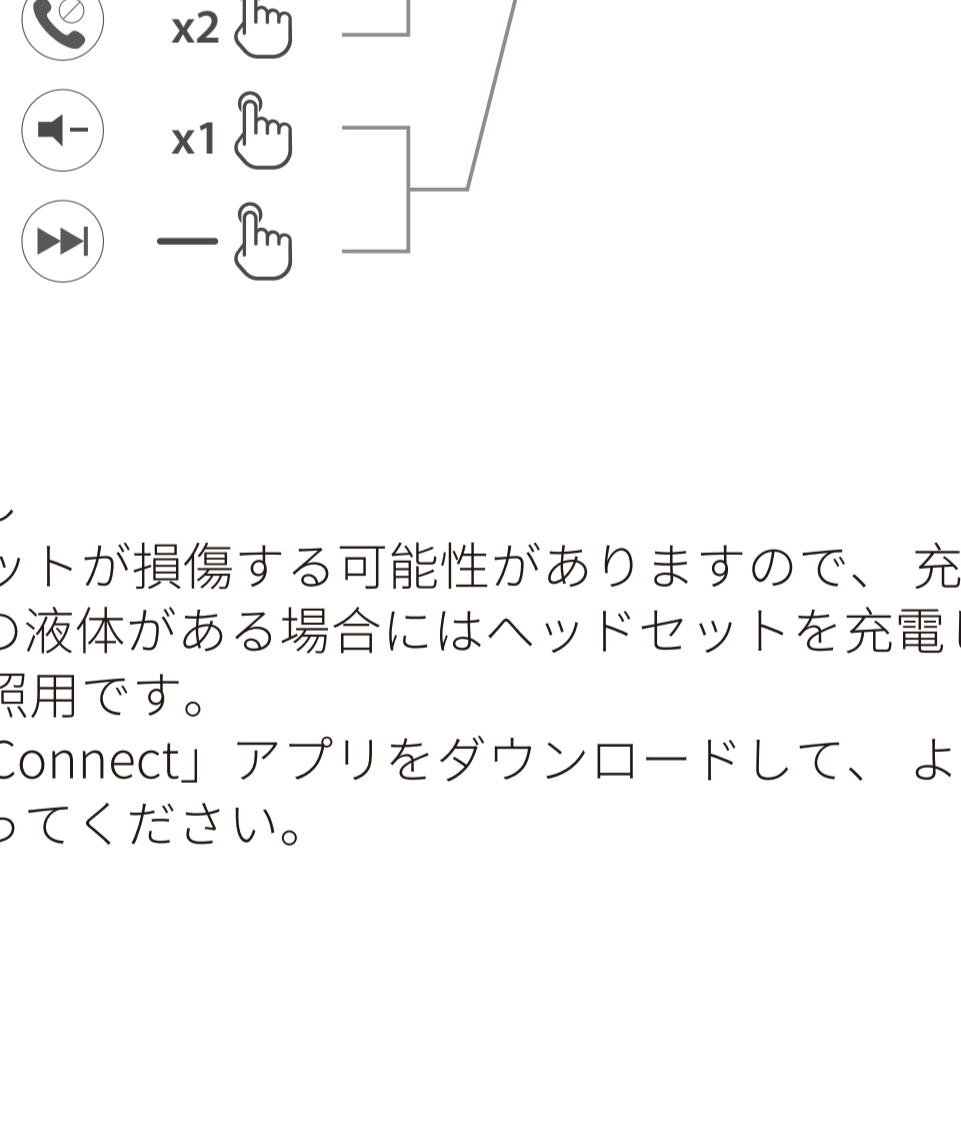 x2
x1
ットが損傷する可能性がありますので、 充
の液体がある場合にはヘッドセットを充電し
照用です。
Connect」アプリをダウンロードして、 よ
ってください。